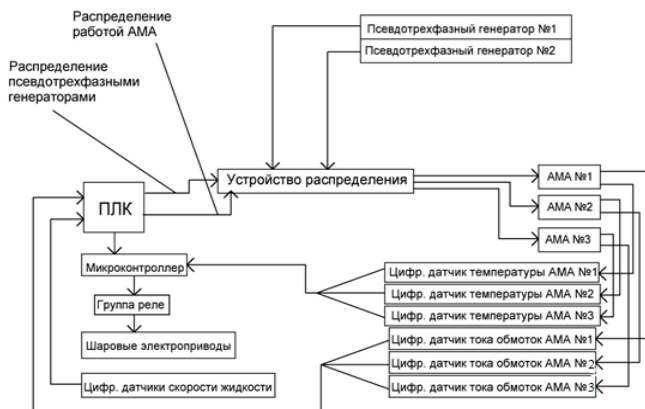 Распределение
работой АМА
Распределение
псевдотрехфазными
генераторами
Псевдотрехфазный генератор №1
Псевдотрехфазный генератор №2
Устройство распределения
АМА №1
АМА №2
АМА №3
ПЛК
Микроконтроллер
Группа реле
Шаровые электроприводы
Цифр. датчики скорости жидкости
Цифр. датчик температуры АМА №1
Цифр. датчик температуры АМА №2
Цифр. датчик температуры АМА №3
Цифр. датчик тока обмоток АМА №1
Цифр. датчик тока обмоток АМА №2
Цифр. датчик тока обмоток АМА №3